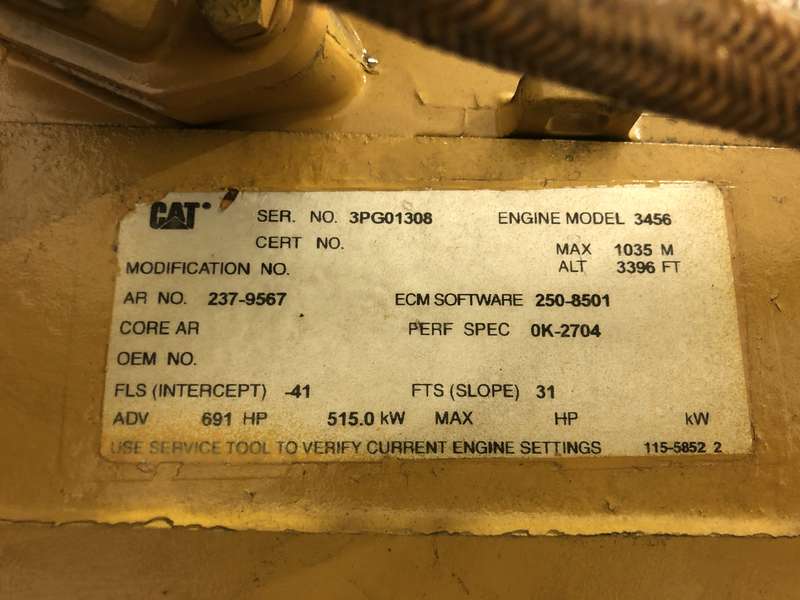 CAT SER. NO. 3PG01308 ENGINE MODEL 3456
CERT NO. MAX 1035 M
MODIFICATION NO. ALT 3396 FT
AR NO. 237-9567 ECM SOFTWARE 250-8501
CORE AR PERF SPEC 0K-2704
OEM NO.
FLS (INTERCEPT) -41 FTS (SLOPE) 31
ADV 691 HP 515.0 kW MAX HP kW
USE SERVICE TOOL TO VERIFY CURRENT ENGINE SETTINGS 115-5852 2